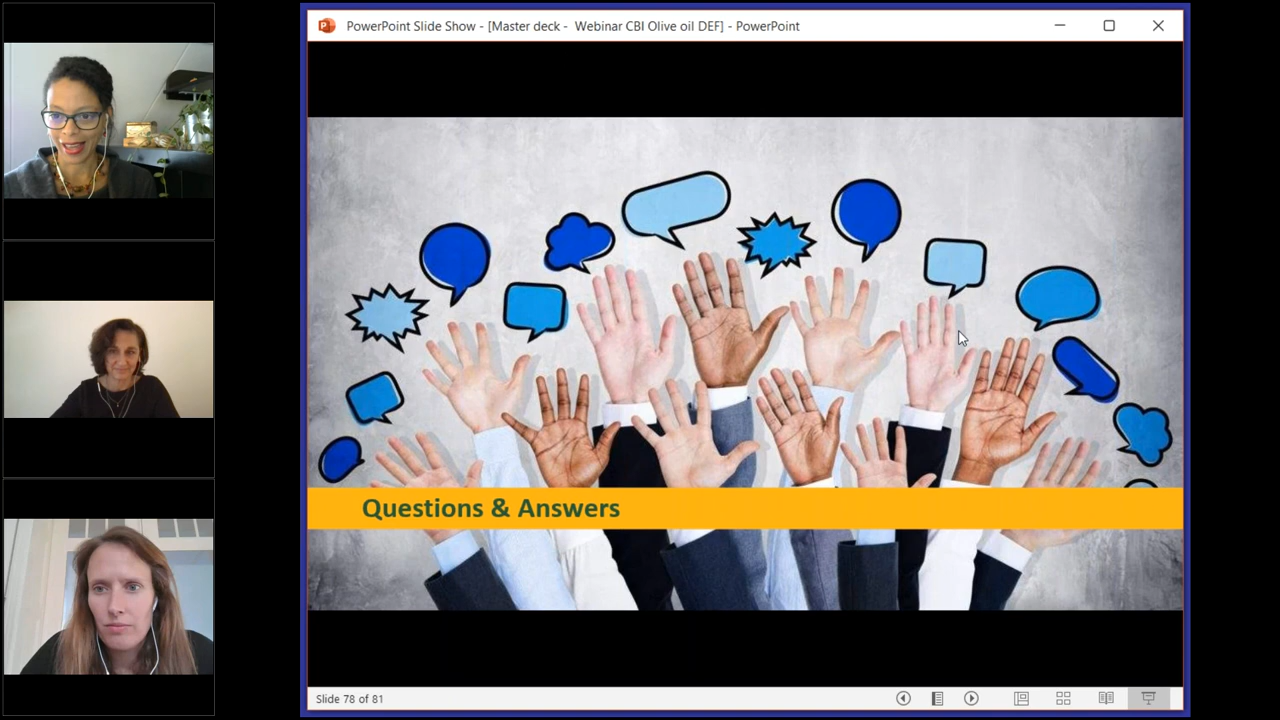 PowerPoint Slide Show - [Master deck -  Webinar CBI Olive oil DEF] - PowerPoint
Questions & Answers
Slide 78 of 81